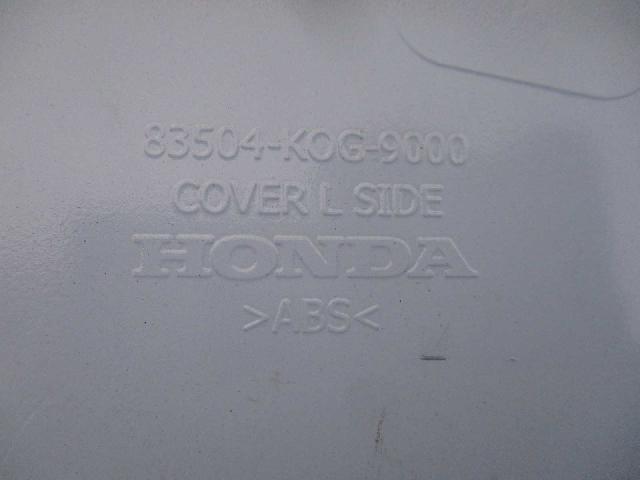 83504-KOG-9000
COVER L SIDE
HONDA
>ABS<